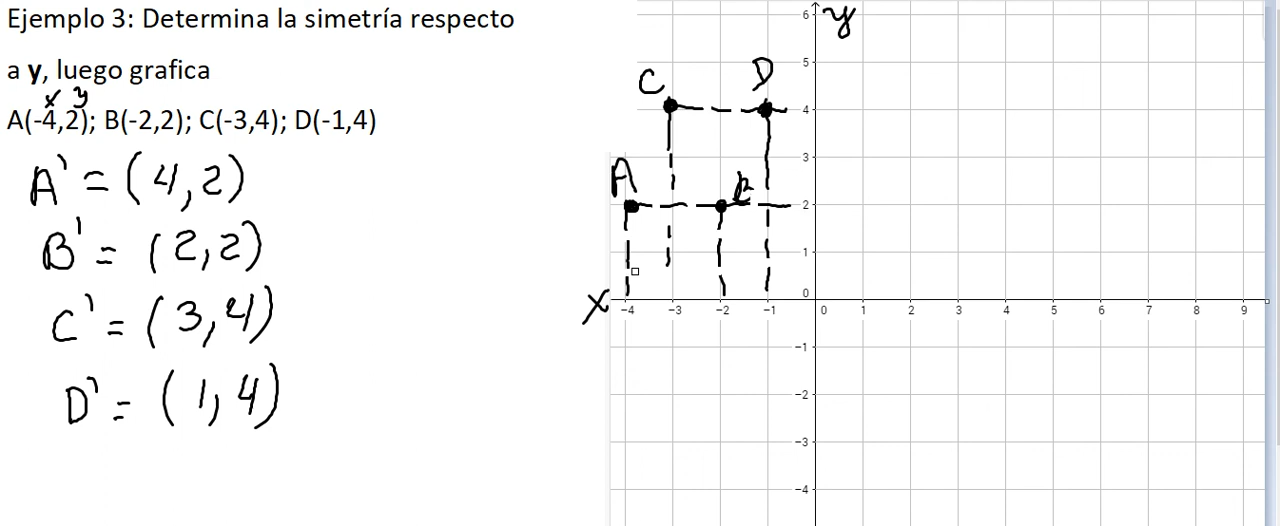 Ejemplo 3: Determina la simetría respecto
a y, luego grafica
x y
A(-4,2); B(-2,2); C(-3,4); D(-1,4)
A' = (4,2)
B' = (2,2)
C' = (3,4)
D' = (1,4)
y
6
5
C D
4
3
A B
2
1
0
x
-4 -3 -2 -1 0 1 2 3 4 5 6 7 8 9
-1
-2
-3
-4